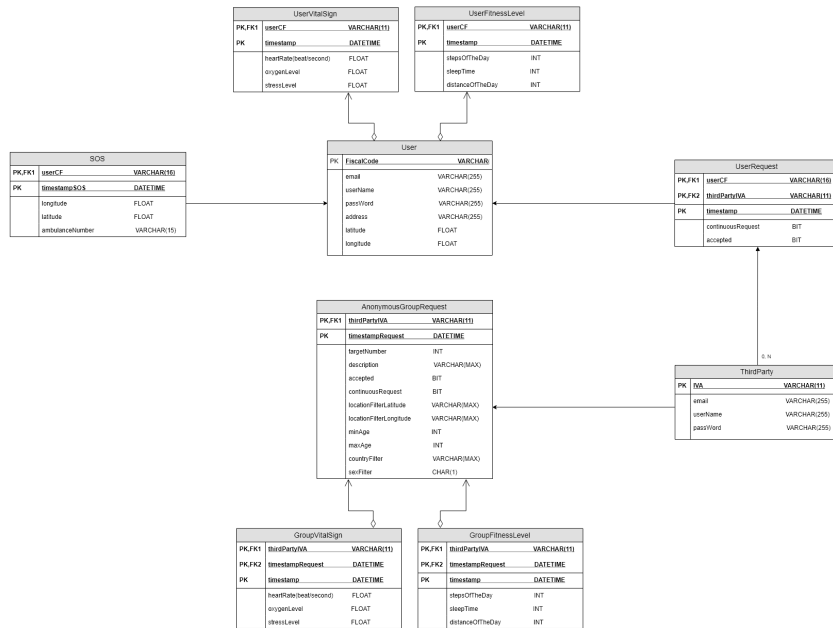 UserVitalSign
PK,FK1 userCF VARCHAR(11)
PK timestamp DATETIME
heartRate(beat/second) FLOAT
oxygenLevel FLOAT
stressLevel FLOAT
UserFitnessLevel
PK,FK1 userCF VARCHAR(11)
PK timestamp DATETIME
stepsOfTheDay INT
sleepTime INT
distanceOfTheDay INT
User
PK FiscalCode VARCHAR(
email VARCHAR(255)
userName VARCHAR(255)
passWord VARCHAR(255)
address VARCHAR(255)
latitude FLOAT
longitude FLOAT
SOS
PK,FK1 userCF VARCHAR(16)
PK timestampSOS DATETIME
longitude FLOAT
latitude FLOAT
ambulanceNumber VARCHAR(15)
UserRequest
PK,FK1 userCF VARCHAR(16)
PK,FK2 thirdPartyIVA VARCHAR(11)
PK timestamp DATETIME
continuousRequest BIT
accepted BIT
AnonymousGroupRequest
PK,FK1 thirdPartyIVA VARCHAR(11)
PK timestampRequest DATETIME
targetNumber INT
description VARCHAR(MAX)
accepted BIT
continuousRequest BIT
locationFilterLatitude VARCHAR(MAX)
locationFilterLongitude VARCHAR(MAX)
minAge INT
maxAge INT
countryFilter VARCHAR(MAX)
sexFilter CHAR(1)
0, N
ThirdParty
PK IVA VARCHAR(11)
email VARCHAR(255)
userName VARCHAR(255)
passWord VARCHAR(255)
GroupVitalSign
PK,FK1 thirdPartyIVA VARCHAR(11)
PK,FK2 timestampRequest DATETIME
PK timestamp DATETIME
heartRate(beat/second) FLOAT
oxygenLevel FLOAT
stressLevel FLOAT
GroupFitnessLevel
PK,FK1 thirdPartyIVA VARCHAR(11)
PK,FK2 timestampRequest DATETIME
PK timestamp DATETIME
stepsOfTheDay INT
sleepTime INT
distanceOfTheDay INT